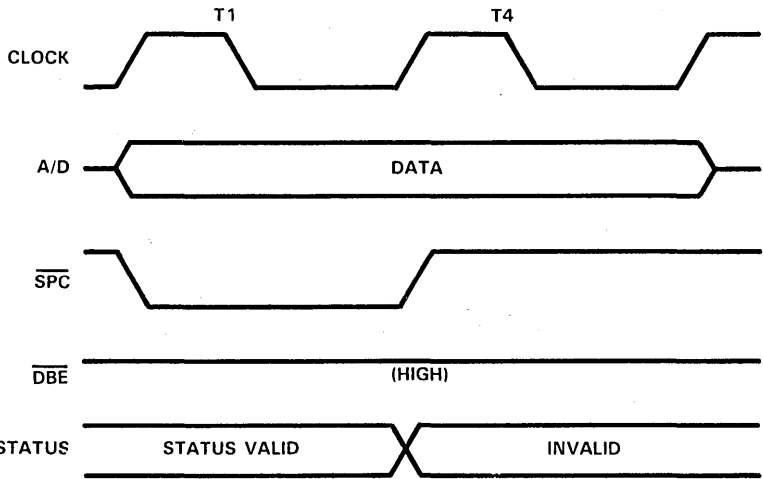 T1 T4
CLOCK
A/D DATA
SPC
DBE (HIGH)
STATUS STATUS VALID INVALID